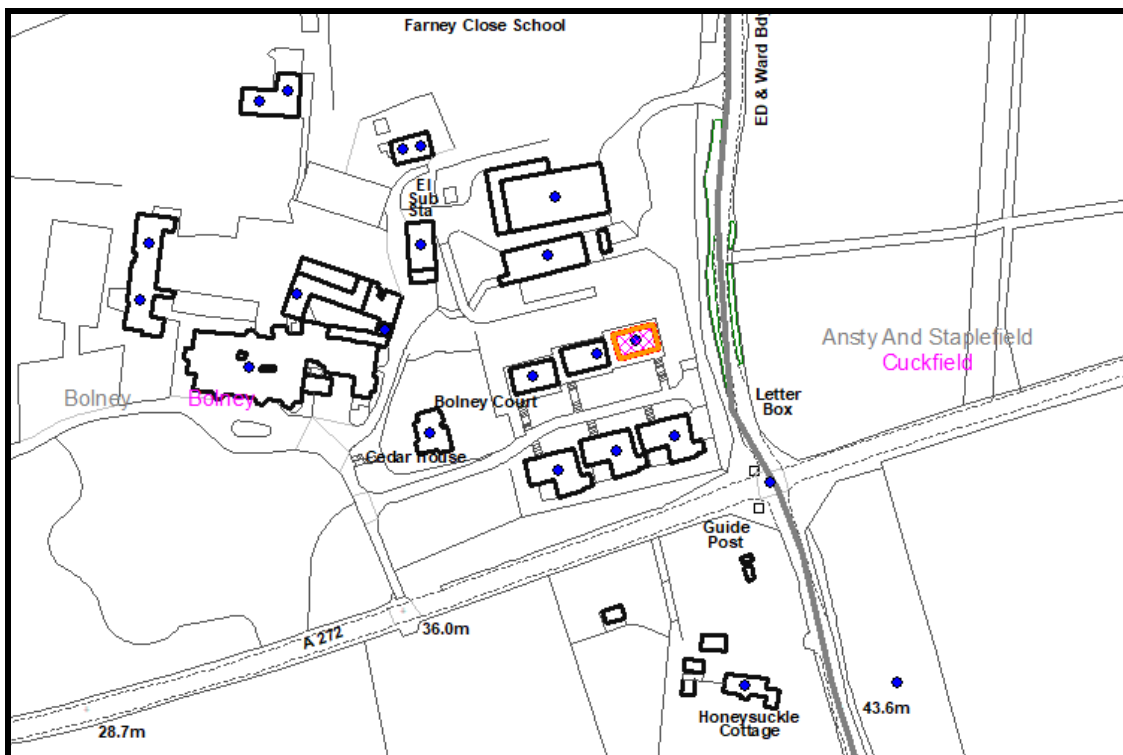 Farney Close School
ED & Ward Bdy
El
Sub
Sta
Ansty And Staplefield
Cuckfield
Bolney
Bolney
Bolney Court
Letter
Box
Cedar House
Guide
Post
A 272
36.0m
43.6m
Honeysuckle
Cottage
28.7m